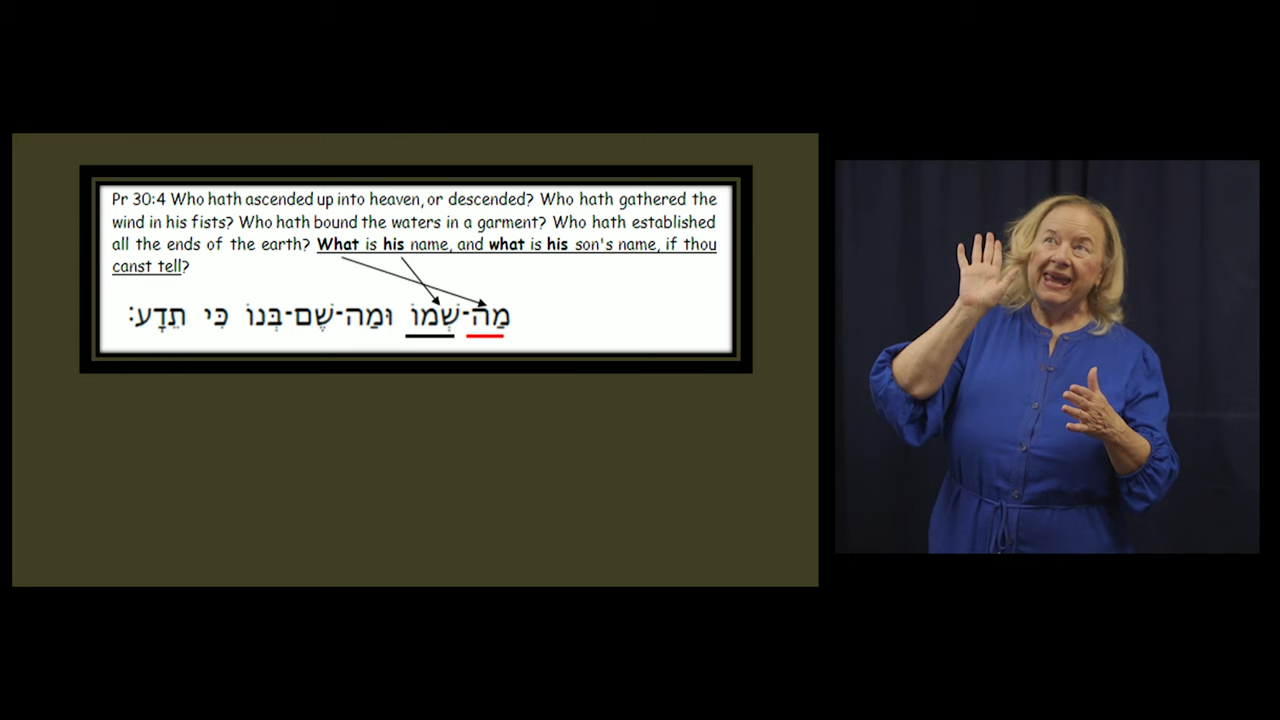 Pr 30:4 Who hath ascended up into heaven, or descended? Who hath gathered the
wind in his fists? Who hath bound the waters in a garment? Who hath established
all the ends of the earth? What is his name, and what is his son's name, if thou
canst tell?
מַה־שְּׁמוֹ וּמַה־שֶּׁם־בְּנוֹ כִּי תֵדָע׃